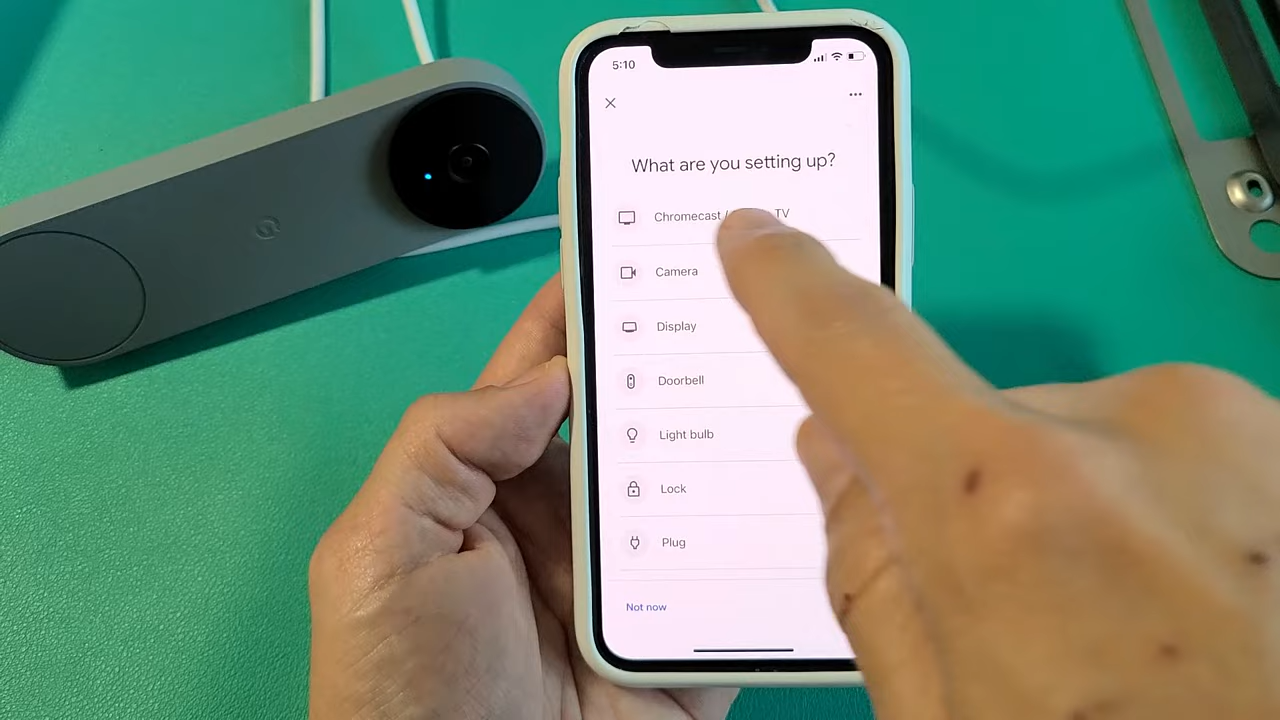 5:10
What are you setting up?
Chromecast / TV
Camera
Display
Doorbell
Light bulb
Lock
Plug
Not now